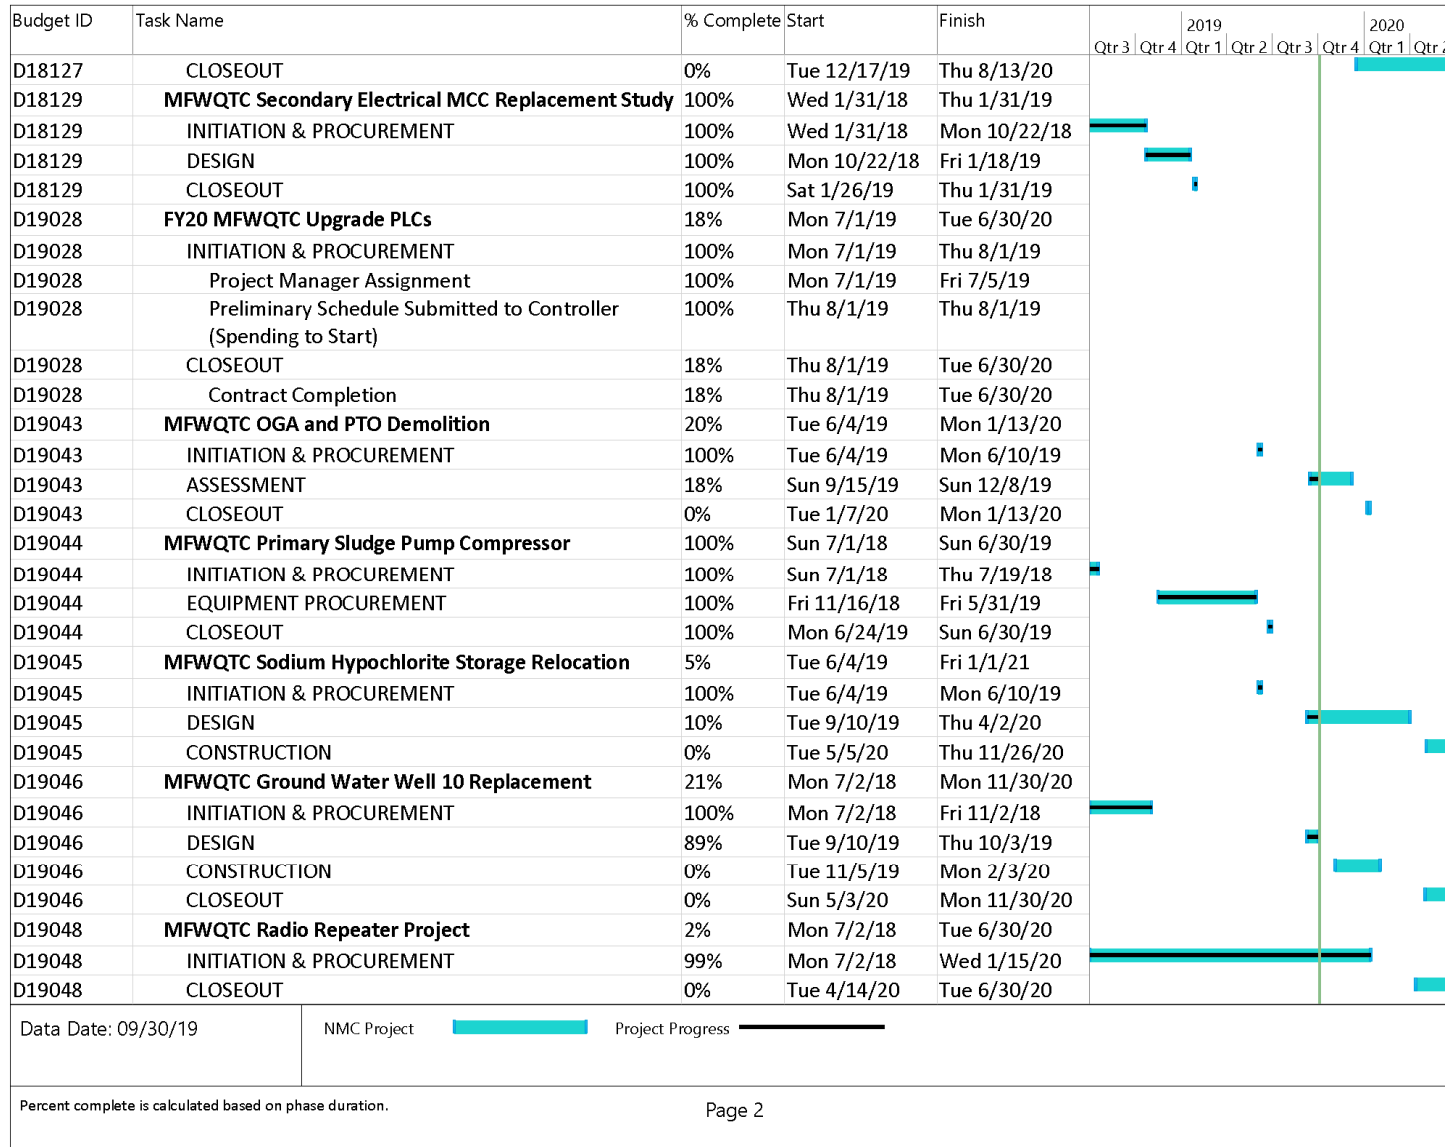 Budget ID Task Name % Complete Start Finish
2019 2020
Qtr 3 Qtr 4 Qtr 1 Qtr 2 Qtr 3 Qtr 4 Qtr 1 Qtr 2
D18127 CLOSEOUT 0% Tue 12/17/19 Thu 8/13/20
D18129 MFWQTC Secondary Electrical MCC Replacement Study 100% Wed 1/31/18 Thu 1/31/19
D18129 INITIATION & PROCUREMENT 100% Wed 1/31/18 Mon 10/22/18
D18129 DESIGN 100% Mon 10/22/18 Fri 1/18/19
D18129 CLOSEOUT 100% Sat 1/26/19 Thu 1/31/19
D19028 FY20 MFWQTC Upgrade PLCs 18% Mon 7/1/19 Tue 6/30/20
D19028 INITIATION & PROCUREMENT 100% Mon 7/1/19 Thu 8/1/19
D19028 Project Manager Assignment 100% Mon 7/1/19 Fri 7/5/19
D19028 Preliminary Schedule Submitted to Controller 100% Thu 8/1/19 Thu 8/1/19
(Spending to Start)
D19028 CLOSEOUT 18% Thu 8/1/19 Tue 6/30/20
D19028 Contract Completion 18% Thu 8/1/19 Tue 6/30/20
D19043 MFWQTC OGA and PTO Demolition 20% Tue 6/4/19 Mon 1/13/20
D19043 INITIATION & PROCUREMENT 100% Tue 6/4/19 Mon 6/10/19
D19043 ASSESSMENT 18% Sun 9/15/19 Sun 12/8/19
D19043 CLOSEOUT 0% Tue 1/7/20 Mon 1/13/20
D19044 MFWQTC Primary Sludge Pump Compressor 100% Sun 7/1/18 Sun 6/30/19
D19044 INITIATION & PROCUREMENT 100% Sun 7/1/18 Thu 7/19/18
D19044 EQUIPMENT PROCUREMENT 100% Fri 11/16/18 Fri 5/31/19
D19044 CLOSEOUT 100% Mon 6/24/19 Sun 6/30/19
D19045 MFWQTC Sodium Hypochlorite Storage Relocation 5% Tue 6/4/19 Fri 1/1/21
D19045 INITIATION & PROCUREMENT 100% Tue 6/4/19 Mon 6/10/19
D19045 DESIGN 10% Tue 9/10/19 Thu 4/2/20
D19045 CONSTRUCTION 0% Tue 5/5/20 Thu 11/26/20
D19046 MFWQTC Ground Water Well 10 Replacement 21% Mon 7/2/18 Mon 11/30/20
D19046 INITIATION & PROCUREMENT 100% Mon 7/2/18 Fri 11/2/18
D19046 DESIGN 89% Tue 9/10/19 Thu 10/3/19
D19046 CONSTRUCTION 0% Tue 11/5/19 Mon 2/3/20
D19046 CLOSEOUT 0% Sun 5/3/20 Mon 11/30/20
D19048 MFWQTC Radio Repeater Project 2% Mon 7/2/18 Tue 6/30/20
D19048 INITIATION & PROCUREMENT 99% Mon 7/2/18 Wed 1/15/20
D19048 CLOSEOUT 0% Tue 4/14/20 Tue 6/30/20
Data Date: 09/30/19 NMC Project Project Progress
Percent complete is calculated based on phase duration. Page 2